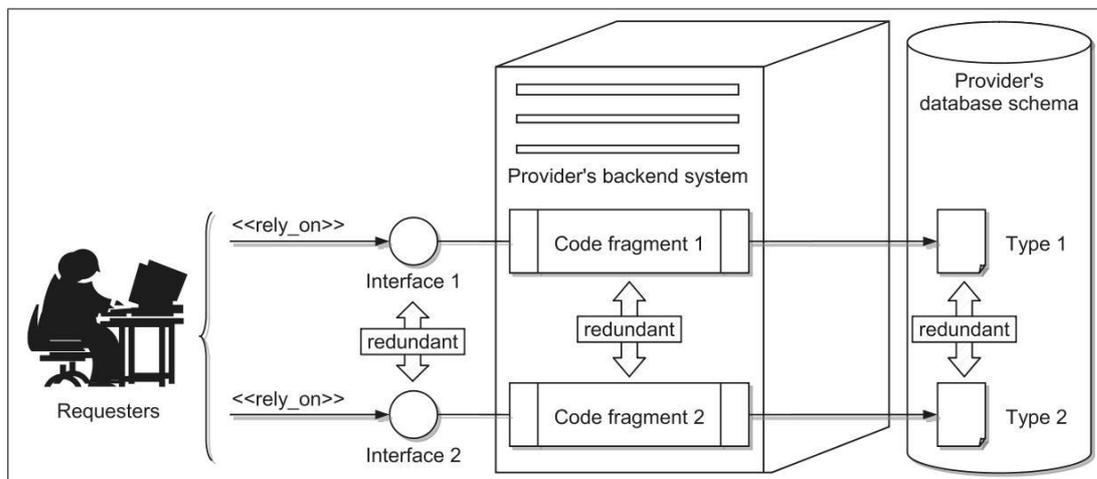 Provider's
database schema
Provider's backend system
<<rely_on>>
Code fragment 1
Type 1
Interface 1
redundant
redundant
redundant
<<rely_on>>
Code fragment 2
Type 2
Requesters
Interface 2